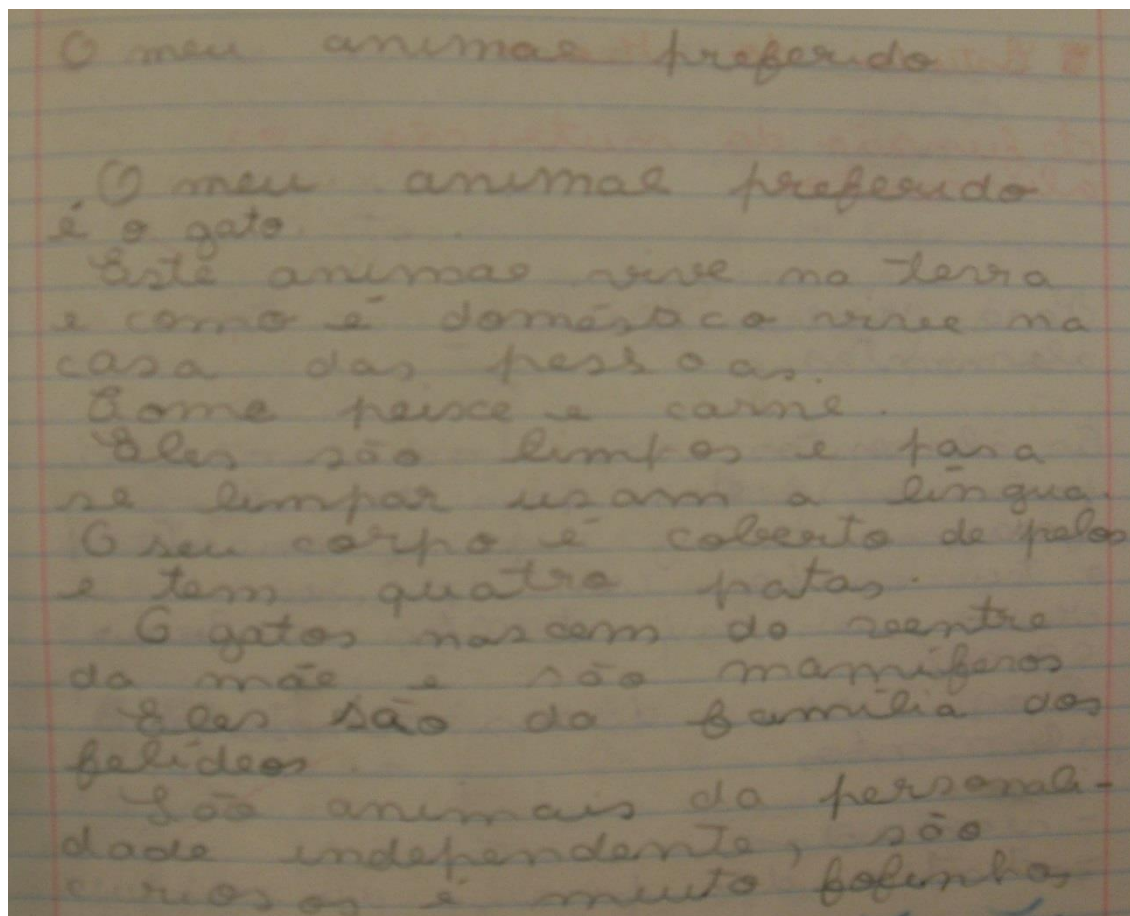 O meu animal preferido
O meu animal preferido
é o gato.
Este animal vive na terra
e como é doméstico vive na
casa das pessoas.
Come peixe e carne.
Eles são limpos e para
se limpar usam a língua.
O seu corpo é coberto de pelos
e tem quatro patas.
O gatos nascem do ventre
da mãe e são mamíferos
Eles são da família dos
felídeos.
São animais da personali-
dade independente, são
curiosos e muito fofinhos